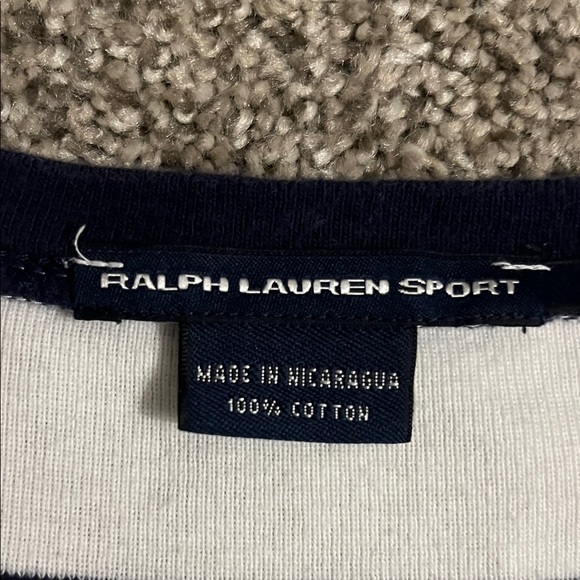 RALPH LAUREN SPORT
MADE IN NICARAGUA
100% COTTON